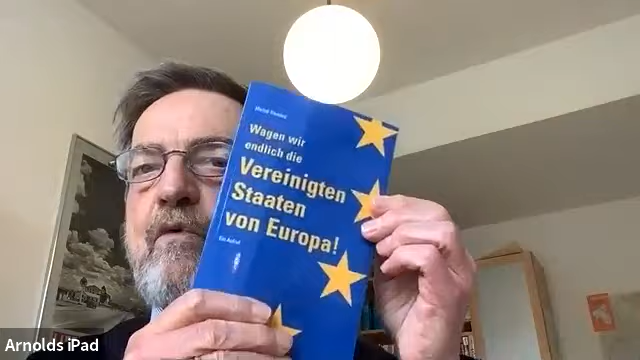 Wagen wir
endlich die
Vereinigten
Staaten
von Europa!
Ein Aufruf
Arnolds iPad